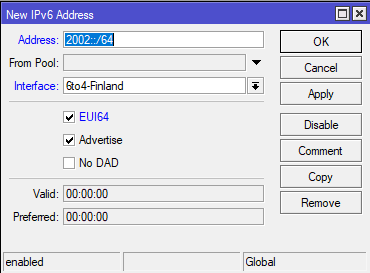 New IPv6 Address
Address: 2002::/64
OK
From Pool:
Cancel
Interface: 6to4-Finland
Apply
EUI64
Disable
Advertise
Comment
No DAD
Copy
Valid: 00:00:00
Remove
Preferred: 00:00:00
enabled
Global